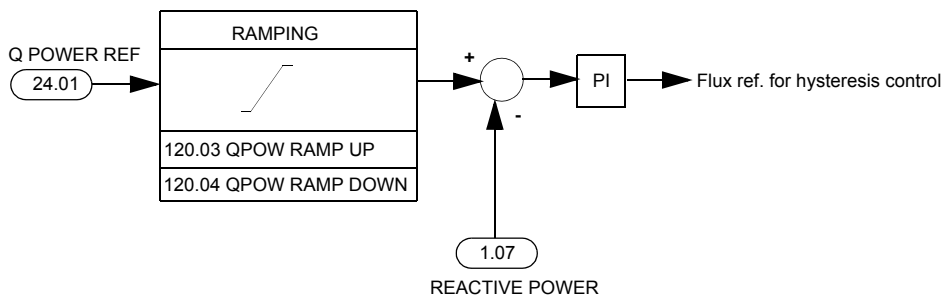 RAMPING
Q POWER REF
24.01
+
-
PI
Flux ref. for hysteresis control
120.03 QPOW RAMP UP
120.04 QPOW RAMP DOWN
1.07
REACTIVE POWER